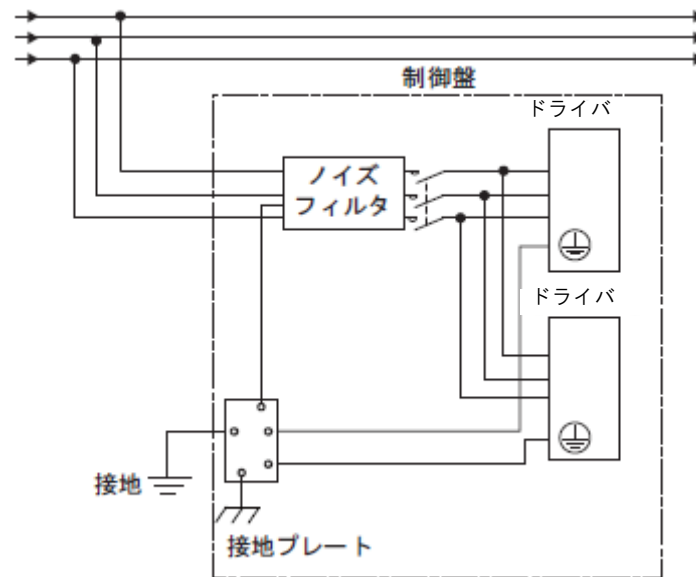 制御盤
ドライバ
ノイズ
フィルタ
ドライバ
接地
接地プレート